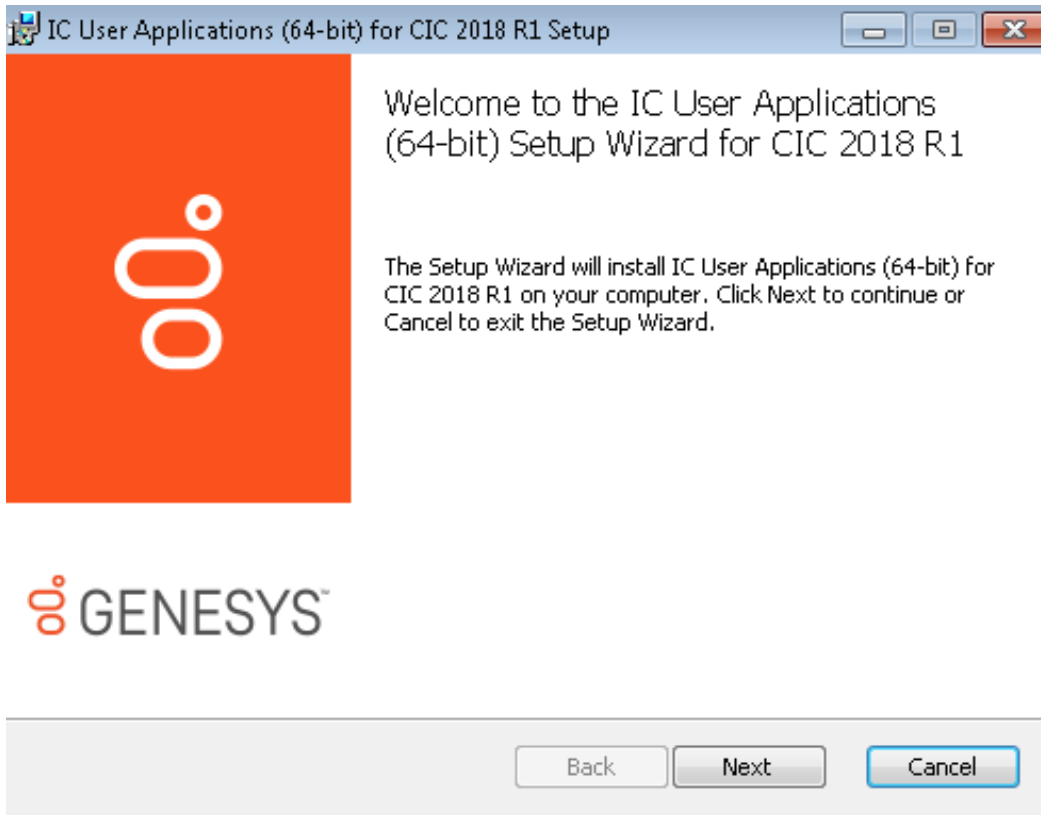 IC User Applications (64-bit) for CIC 2018 R1 Setup
Welcome to the IC User Applications
(64-bit) Setup Wizard for CIC 2018 R1
The Setup Wizard will install IC User Applications (64-bit) for
CIC 2018 R1 on your computer. Click Next to continue or
Cancel to exit the Setup Wizard.
GENESYS™
Back Next Cancel